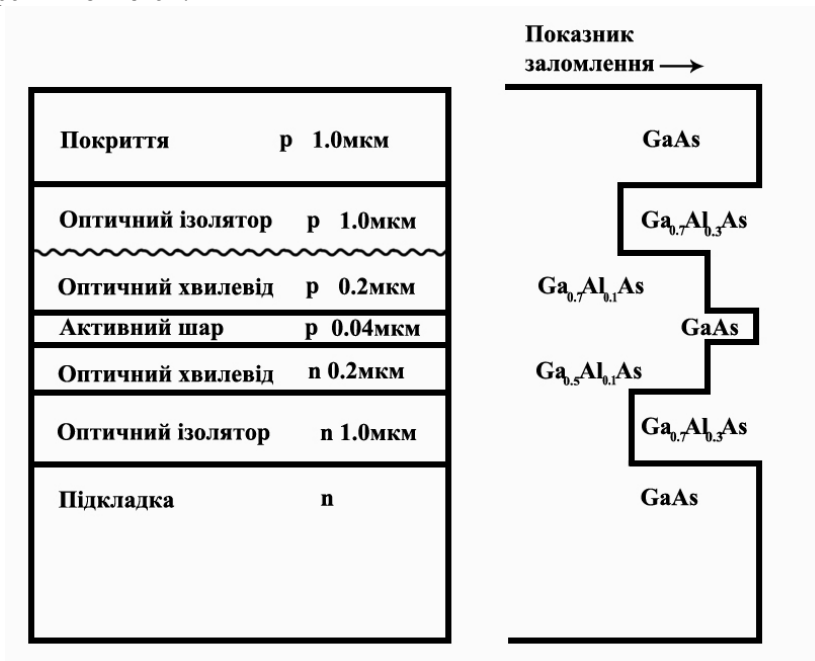 Показник
заломлення
Покриття p 1.0мкм
GaAs
Оптичний ізолятор p 1.0мкм
Ga0.7Al0.3As
Оптичний хвилевід p 0.2мкм
Ga0.7Al0.1As
Активний шар p 0.04мкм
GaAs
Оптичний хвилевід n 0.2мкм
Ga0.5Al0.1As
Оптичний ізолятор n 1.0мкм
Ga0.7Al0.3As
Підкладка n
GaAs